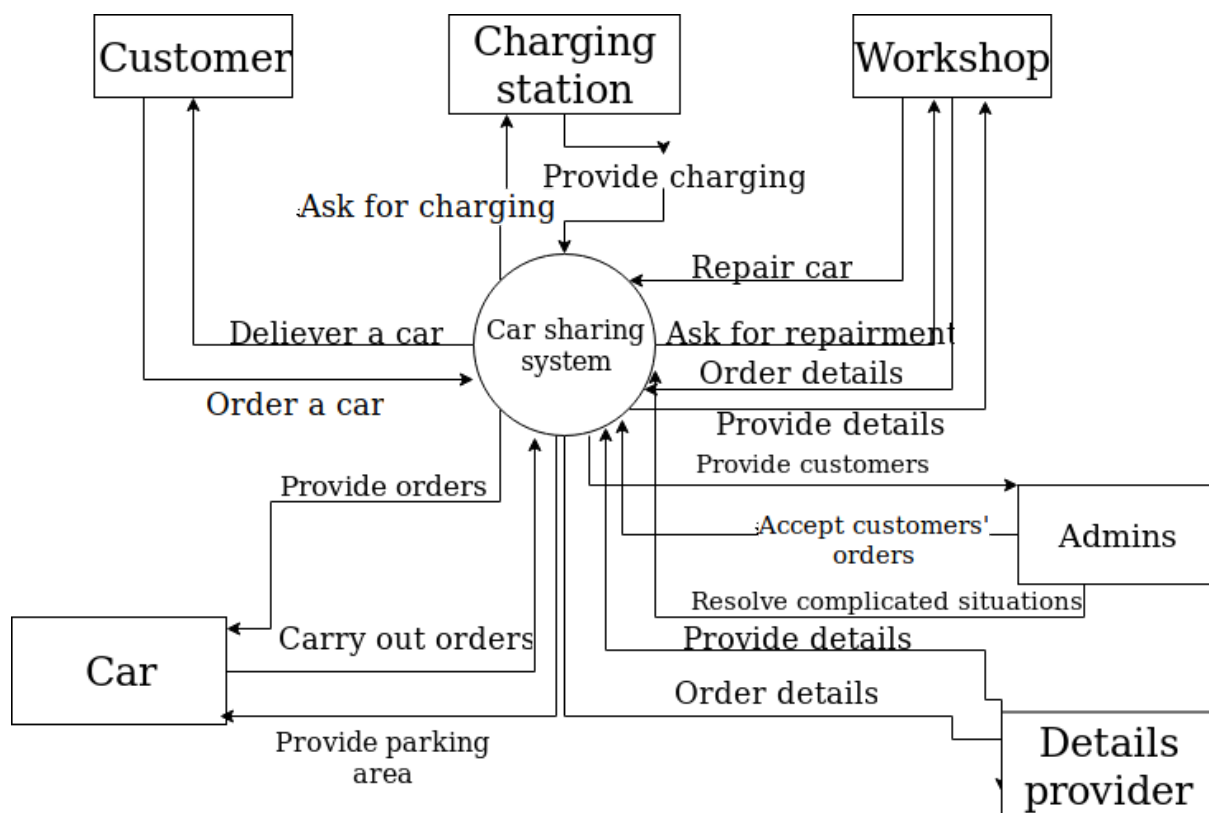 Customer
Charging
station
Workshop
Provide charging
Ask for charging
Repair car
Deliever a car
Car sharing
system
Ask for repairment
Order details
Order a car
Provide details
Provide customers
Provide orders
Accept customers'
orders
Admins
Resolve complicated situations
Carry out orders
Provide details
Car
Order details
Provide parking
area
Details
provider